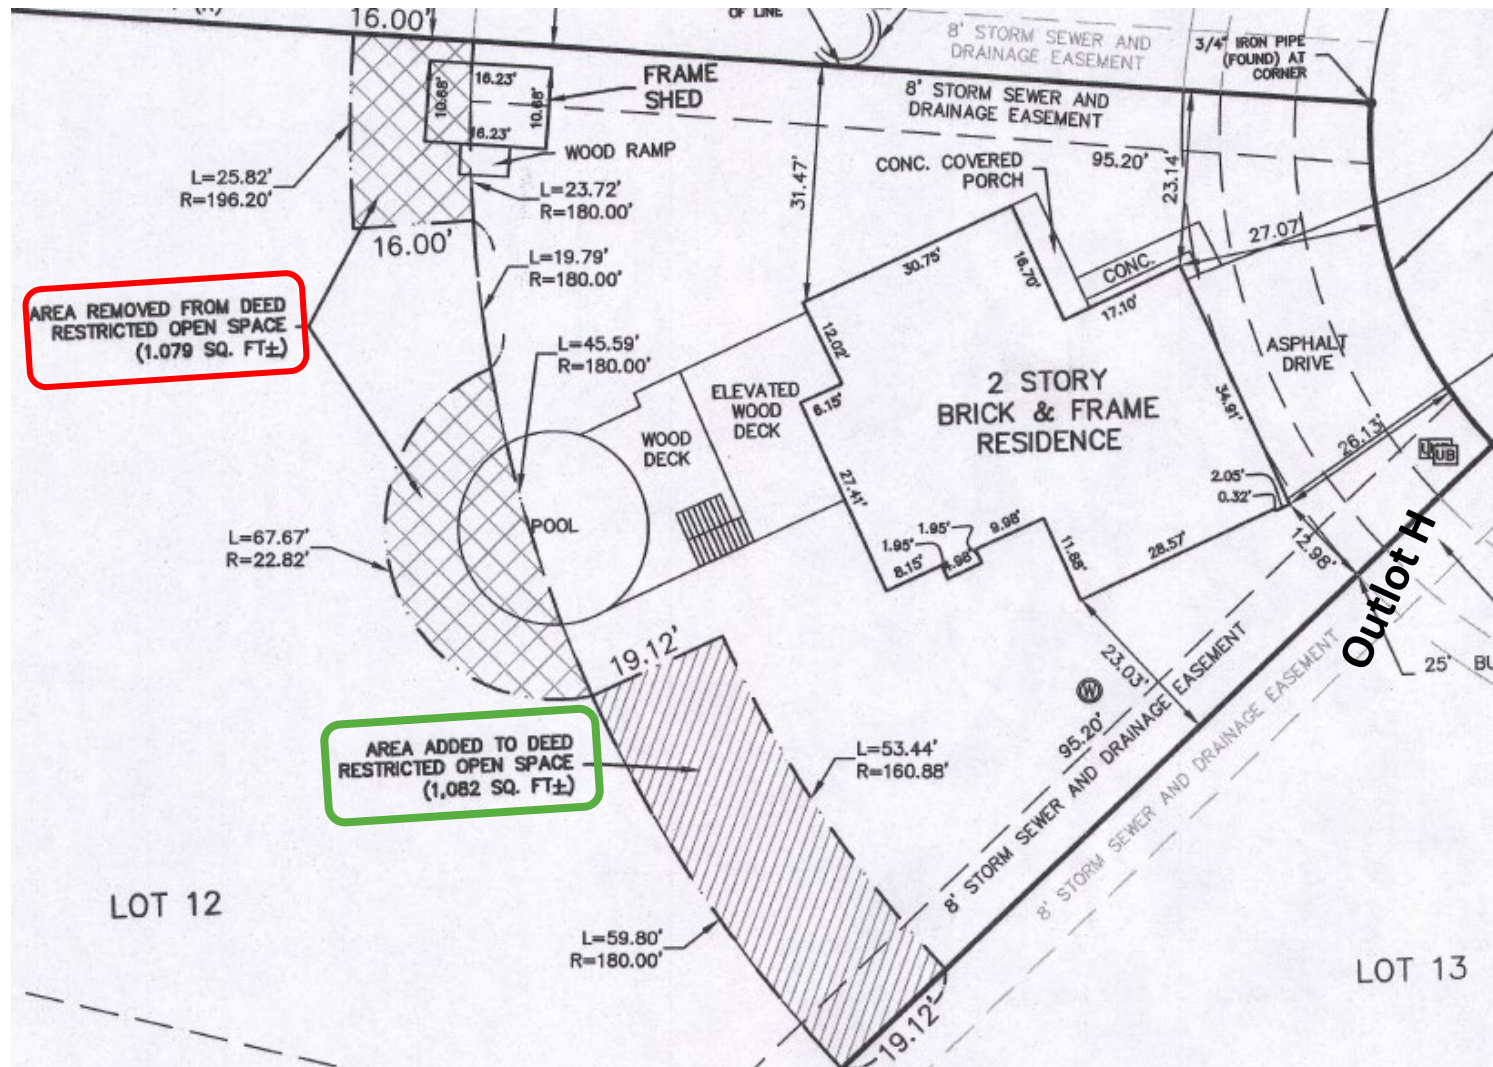 16.00'
OF LINE
8' STORM SEWER AND
DRAINAGE EASEMENT
3/4" IRON PIPE
(FOUND) AT
CORNER
FRAME
SHED
16.23'
10.68'
10.68'
16.23'
8' STORM SEWER AND
DRAINAGE EASEMENT
WOOD RAMP
31.47'
CONC. COVERED
PORCH
95.20'
23.14'
L=25.82'
R=196.20'
L=23.72'
R=180.00'
16.00'
27.07'
L=19.79'
R=180.00'
30.75'
16.70'
CONC.
17.10'
AREA REMOVED FROM DEED
RESTRICTED OPEN SPACE
(1.079 SQ. FT±)
L=45.59'
R=180.00'
12.02'
ASPHALT
DRIVE
2 STORY
BRICK & FRAME
RESIDENCE
ELEVATED
WOOD
DECK
6.15'
34.91'
WOOD
DECK
26.13'
UB
27.41'
2.05'
0.32'
POOL
L=67.67'
R=22.82'
1.95'
1.95'
9.98'
8.15'
11.88'
28.57'
12.98'
Outlot H
19.12'
23.03'
25'
W
95.20'
AREA ADDED TO DEED
RESTRICTED OPEN SPACE
(1,082 SQ. FT±)
L=53.44'
R=160.88'
8' STORM SEWER AND DRAINAGE EASEMENT
8' STORM SEWER AND DRAINAGE EASEMENT
LOT 12
L=59.80'
R=180.00'
LOT 13
19.12'